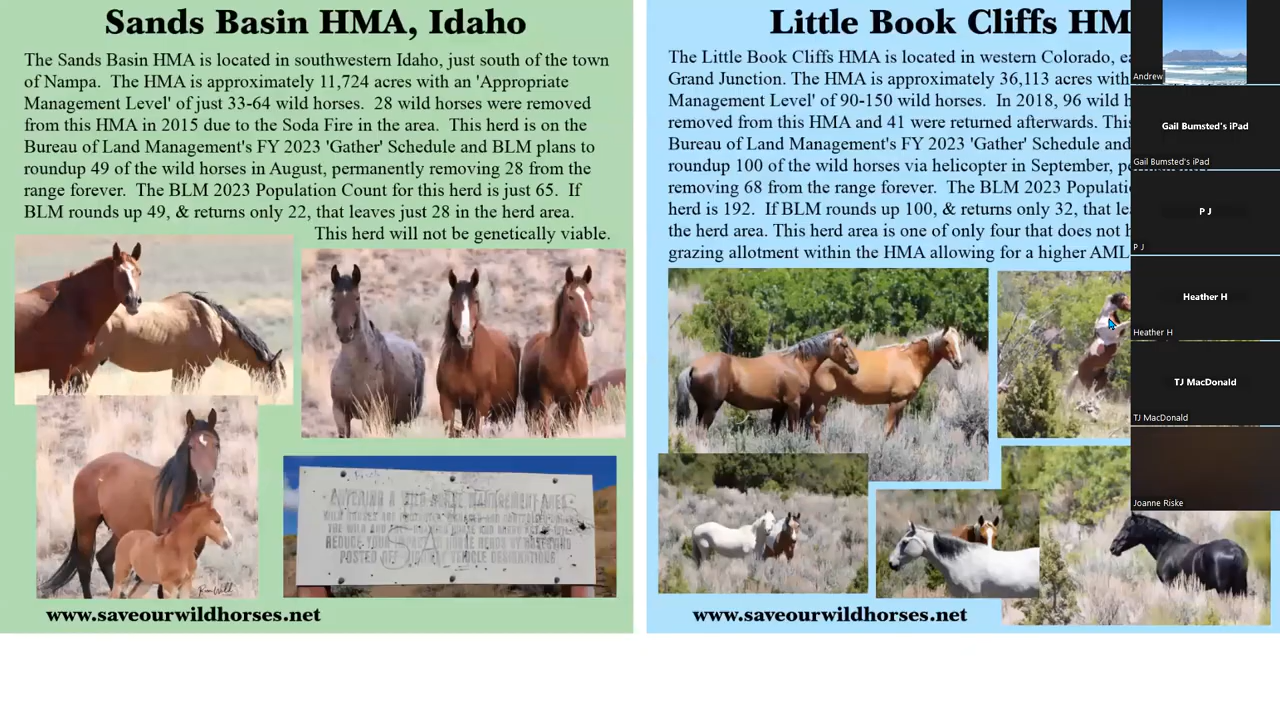 Sands Basin HMA, Idaho
The Sands Basin HMA is located in southwestern Idaho, just south of the town
of Nampa. The HMA is approximately 11,724 acres with an 'Appropriate
Management Level' of just 33-64 wild horses. 28 wild horses were removed
from this HMA in 2015 due to the Soda Fire in the area. This herd is on the
Bureau of Land Management's FY 2023 'Gather' Schedule and BLM plans to
roundup 49 of the wild horses in August, permanently removing 28 from the
range forever. The BLM 2023 Population Count for this herd is just 65. If
BLM rounds up 49, & returns only 22, that leaves just 28 in the herd area.
This herd will not be genetically viable.
www.saveourwildhorses.net
Little Book Cliffs HM
The Little Book Cliffs HMA is located in western Colorado, ea
Grand Junction. The HMA is approximately 36,113 acres with
Management Level' of 90-150 wild horses. In 2018, 96 wild h
removed from this HMA and 41 were returned afterwards. This
Bureau of Land Management's FY 2023 'Gather' Schedule and
roundup 100 of the wild horses via helicopter in September, pe
removing 68 from the range forever. The BLM 2023 Populatio
herd is 192. If BLM rounds up 100, & returns only 32, that lea
the herd area. This herd area is one of only four that does not h
grazing allotment within the HMA allowing for a higher AML
www.saveourwildhorses.net
Andrew
Gail Bumsted's iPad
Gail Bumsted's iPad
P J
P J
Heather H
Heather H
TJ MacDonald
TJ MacDonald
Joanne Riske